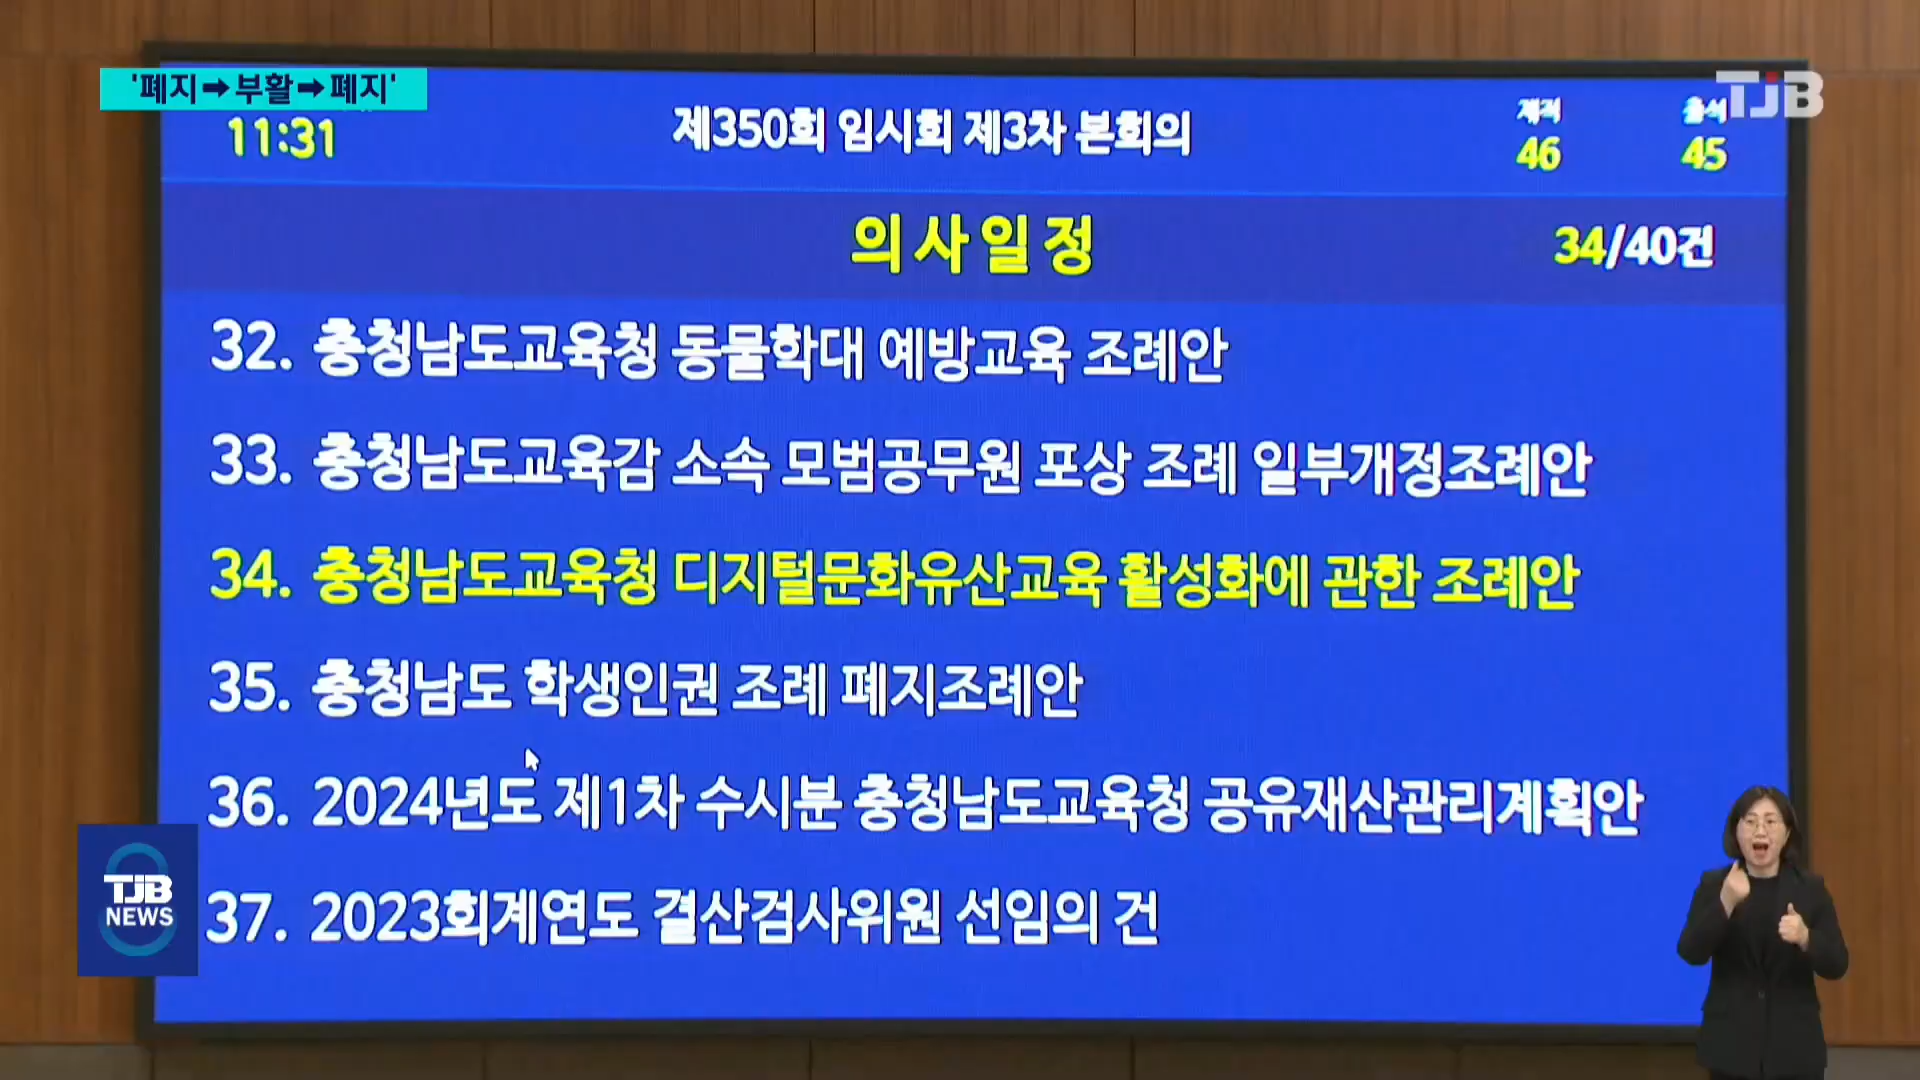 '폐지➡부활➡폐지'
TJB
11:31
제350회 임시회 제3차 본회의
재적
출석
46
45
의사일정
34/40건
32. 충청남도교육청 동물학대 예방교육 조례안
33. 충청남도교육감 소속 모범공무원 포상 조례 일부개정조례안
34. 충청남도교육청 디지털문화유산교육 활성화에 관한 조례안
35. 충청남도 학생인권 조례 폐지조례안
36. 2024년도 제1차 수시분 충청남도교육청 공유재산관리계획안
37. 2023회계연도 결산검사위원 선임의 건
TJB
NEWS